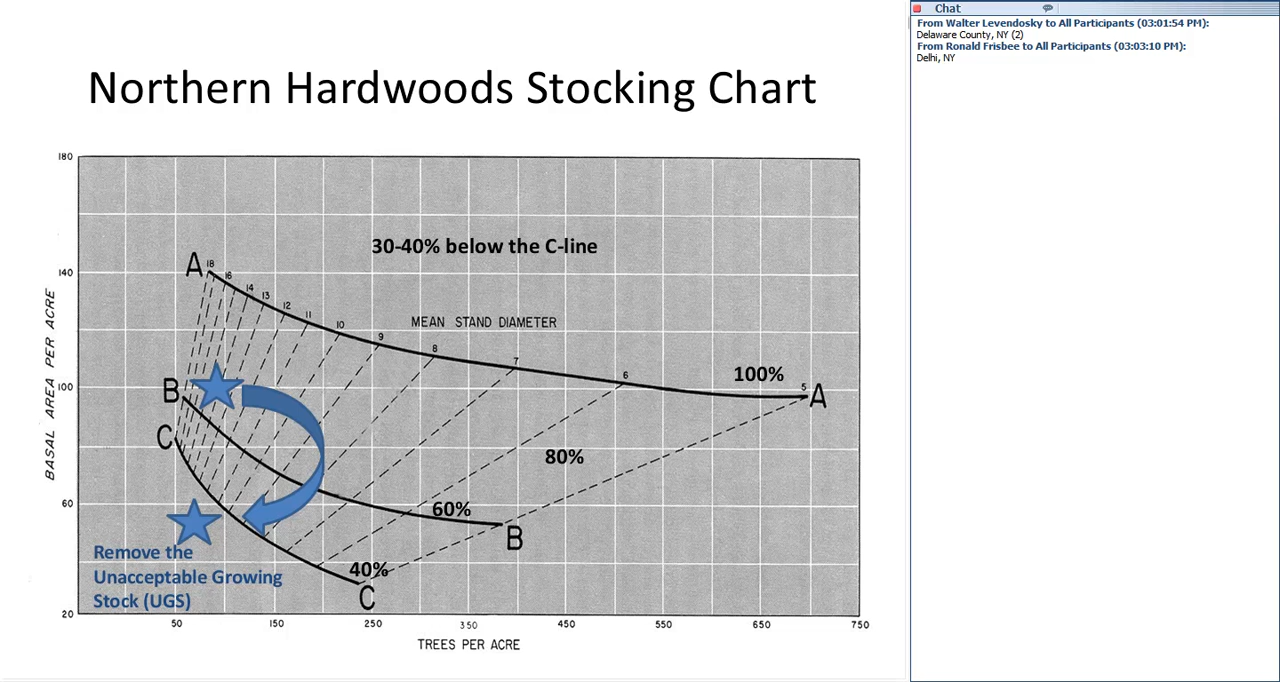 Northern Hardwoods Stocking Chart
180
140
100
60
20
BASAL AREA PER ACRE
30-40% below the C-line
A
18
16
14
13
12
11
10
9
8
7
6
5
MEAN STAND DIAMETER
100%
A
B
C
80%
60%
B
40%
C
Remove the
Unacceptable Growing
Stock (UGS)
50
150
250
350
450
550
650
750
TREES PER ACRE
Chat
From Walter Levendosky to All Participants (03:01:54 PM):
Delaware County, NY (2)
From Ronald Frisbee to All Participants (03:03:10 PM):
Delhi, NY